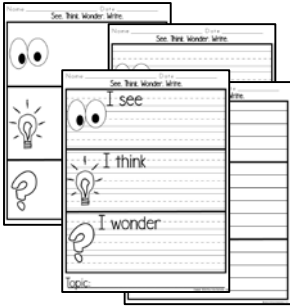 Name Date
See. Think. Wonder. Write.
Name Date
See. Think. Wonder. Write.
Name Date
See. Think. Wonder. Write.
I see
I think
I wonder
Topic: